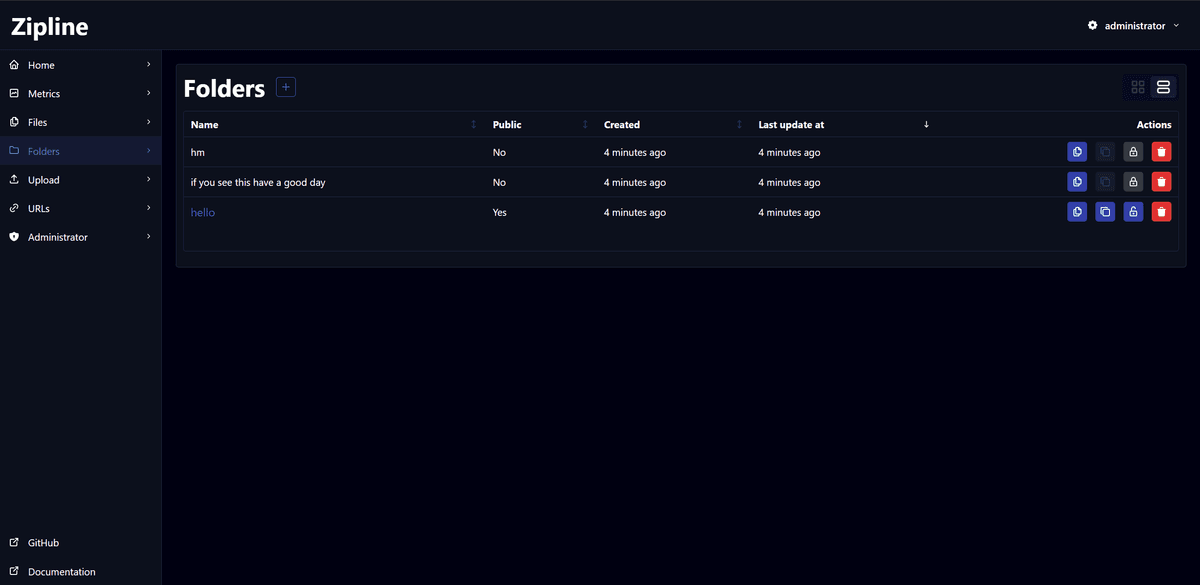 Zipline
administrator
Home
Metrics
Files
Folders
Upload
URLs
Administrator
GitHub
Documentation
Folders
Name Public Created Last update at Actions
hm No 4 minutes ago 4 minutes ago
if you see this have a good day No 4 minutes ago 4 minutes ago
hello Yes 4 minutes ago 4 minutes ago